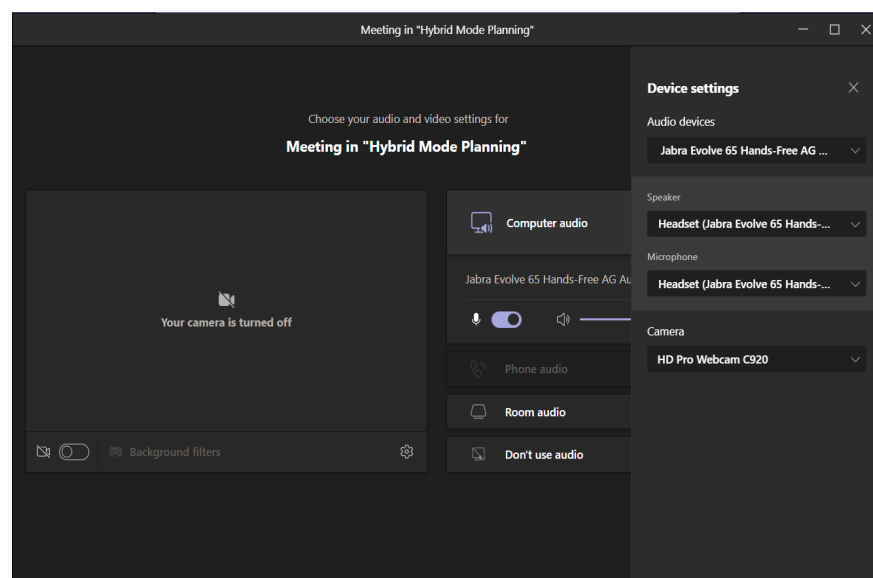 Meeting in "Hybrid Mode Planning"
Choose your audio and video settings for
Meeting in "Hybrid Mode Planning"
Your camera is turned off
Background filters
Computer audio
Jabra Evolve 65 Hands-Free AG Au
Phone audio
Room audio
Don't use audio
Device settings
Audio devices
Jabra Evolve 65 Hands-Free AG ...
Speaker
Headset (Jabra Evolve 65 Hands-...
Microphone
Headset (Jabra Evolve 65 Hands-...
Camera
HD Pro Webcam C920